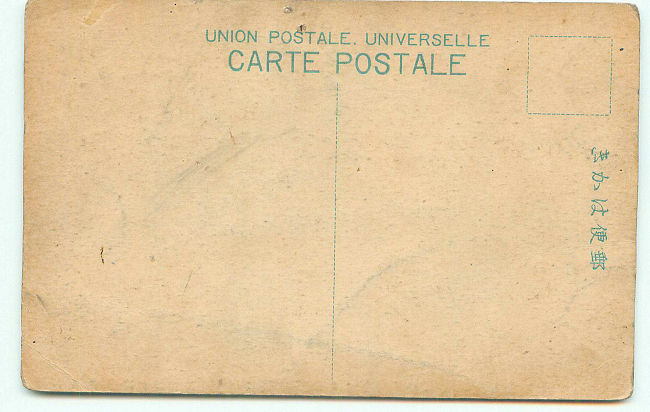 UNION POSTALE. UNIVERSELLE
CARTE POSTALE
郵便はかき